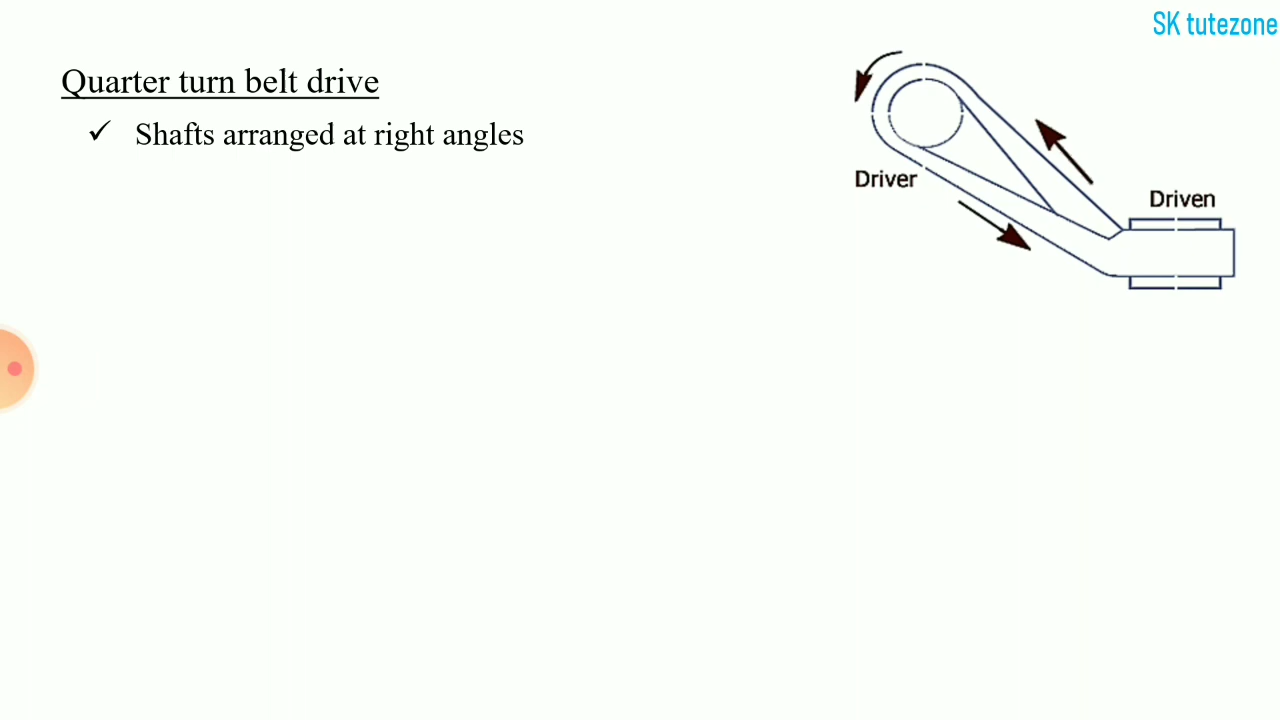 SK tutezone
Quarter turn belt drive
✓ Shafts arranged at right angles
Driver
Driven